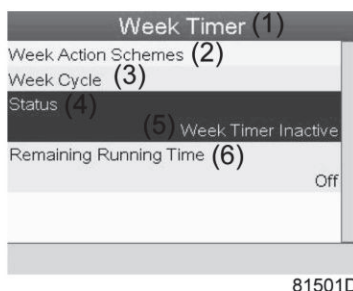 Week Timer (1)
Week Action Schemes (2)
Week Cycle (3)
Status (4)
(5) Week Timer Inactive
Remaining Running Time (6)
Off
81501D